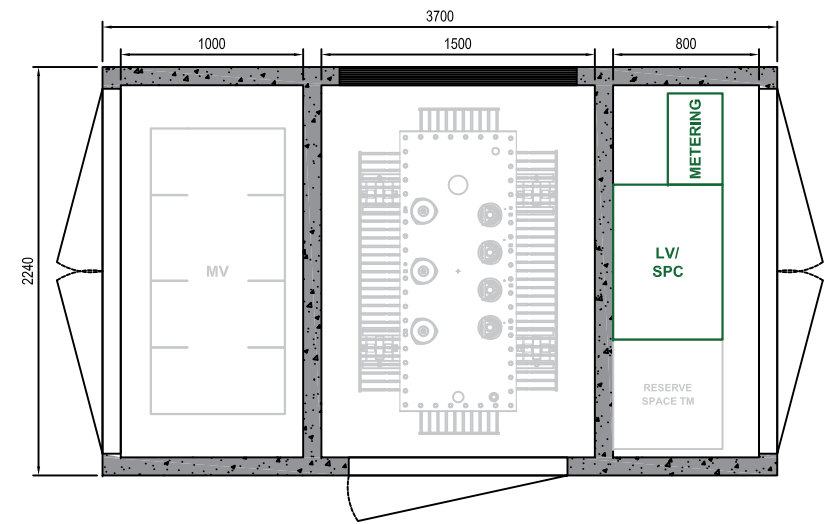 3700
1000
1500
800
2240
METERING
MV
LV/
SPC
RESERVE
SPACE TM